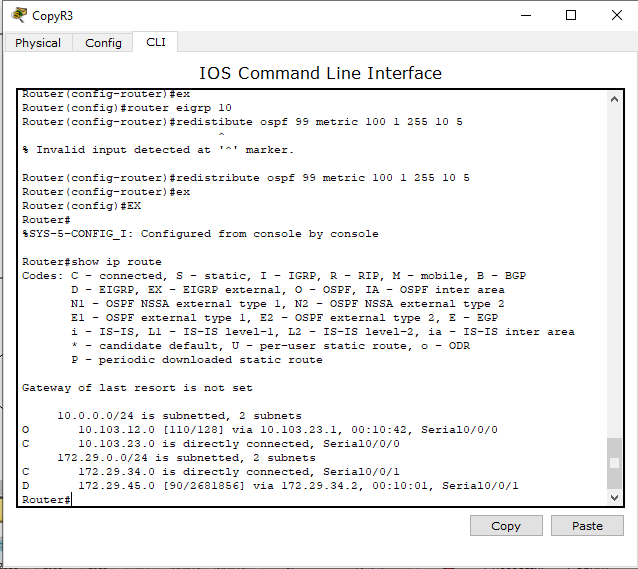 CopyR3
Physical Config CLI
IOS Command Line Interface
Router(config-router)#ex
Router(config)#router eigrp 10
Router(config-router)#redistibute ospf 99 metric 100 1 255 10 5
^
% Invalid input detected at '^' marker.
Router(config-router)#redistribute ospf 99 metric 100 1 255 10 5
Router(config-router)#ex
Router(config)#EX
Router#
%SYS-5-CONFIG_I: Configured from console by console
Router#show ip route
Codes: C - connected, S - static, I - IGRP, R - RIP, M - mobile, B - BGP
D - EIGRP, EX - EIGRP external, O - OSPF, IA - OSPF inter area
N1 - OSPF NSSA external type 1, N2 - OSPF NSSA external type 2
E1 - OSPF external type 1, E2 - OSPF external type 2, E - EGP
i - IS-IS, L1 - IS-IS level-1, L2 - IS-IS level-2, ia - IS-IS inter area
* - candidate default, U - per-user static route, o - ODR
P - periodic downloaded static route
Gateway of last resort is not set
10.0.0.0/24 is subnetted, 2 subnets
O 10.103.12.0 [110/128] via 10.103.23.1, 00:10:42, Serial0/0/0
C 10.103.23.0 is directly connected, Serial0/0/0
172.29.0.0/24 is subnetted, 2 subnets
C 172.29.34.0 is directly connected, Serial0/0/1
D 172.29.45.0 [90/2681856] via 172.29.34.2, 00:10:01, Serial0/0/1
Router#
Copy Paste